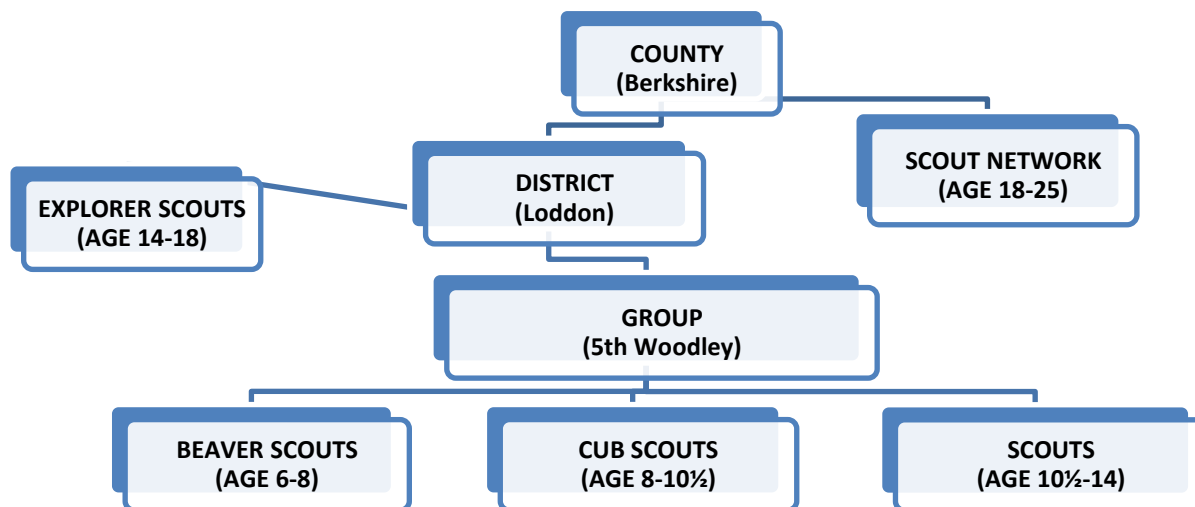 COUNTY
(Berkshire)
SCOUT NETWORK
(AGE 18-25)
DISTRICT
(Loddon)
EXPLORER SCOUTS
(AGE 14-18)
GROUP
(5th Woodley)
BEAVER SCOUTS
(AGE 6-8)
CUB SCOUTS
(AGE 8-10½)
SCOUTS
(AGE 10½-14)